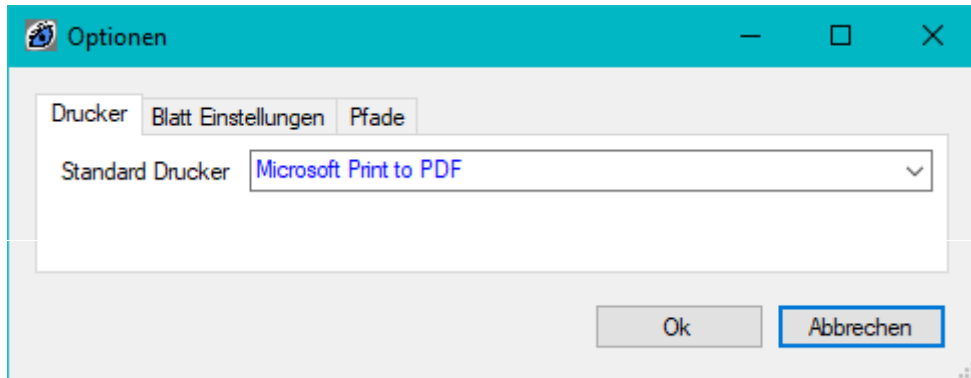 Optionen
Drucker Blatt Einstellungen Pfade
Standard Drucker Microsoft Print to PDF
Ok Abbrechen